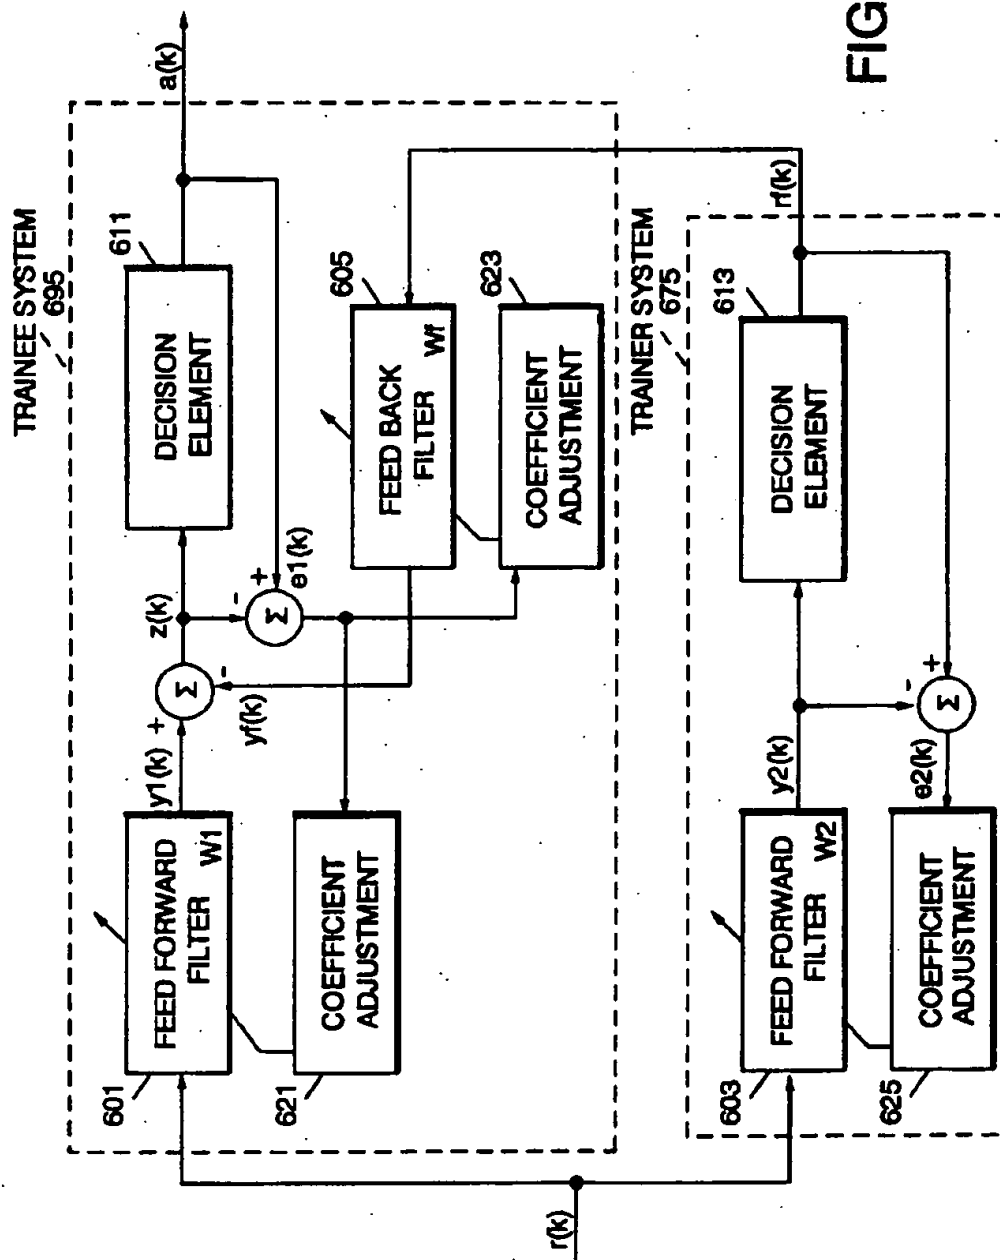 TRAINEE SYSTEM
695
a(k)
611
DECISION
ELEMENT
z(k)
y1(k)
+
Σ
-
yf(k)
-
+
Σ
e1(k)
601
FEED FORWARD
FILTER
W1
621
COEFFICIENT
ADJUSTMENT
605
FEED BACK
FILTER
Wf
623
COEFFICIENT
ADJUSTMENT
r(k)
rf(k)
TRAINER SYSTEM
675
613
DECISION
ELEMENT
y2(k)
603
FEED FORWARD
FILTER
W2
625
COEFFICIENT
ADJUSTMENT
e2(k)
-
+
Σ
FIG